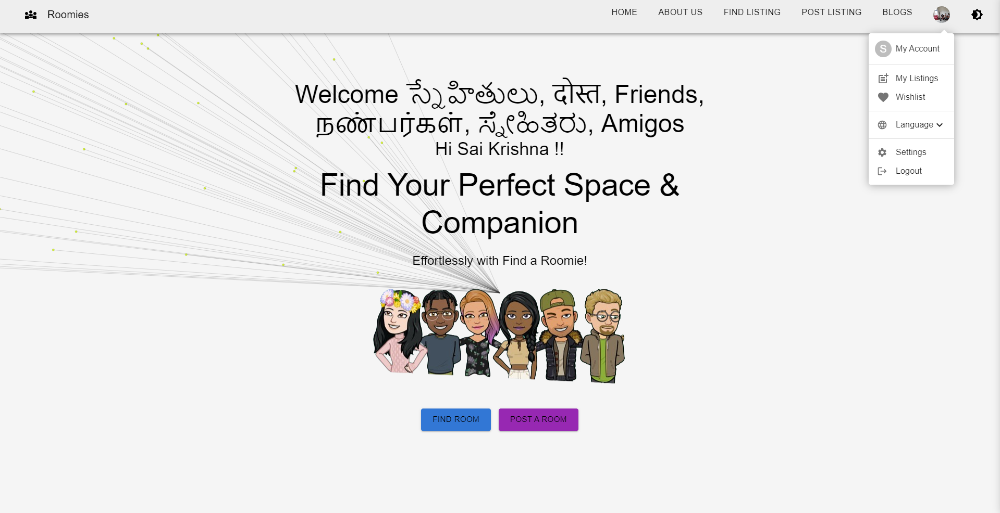 Roomies
HOME
ABOUT US
FIND LISTING
POST LISTING
BLOGS
S My Account
My Listings
Wishlist
Language
Settings
Logout
Welcome స్నేహితులు, दोस्त, Friends,
நண்பர்கள், ಸ್ನೇಹಿತರು, Amigos
Hi Sai Krishna !!
Find Your Perfect Space &
Companion
Effortlessly with Find a Roomie!
FIND ROOM
POST A ROOM